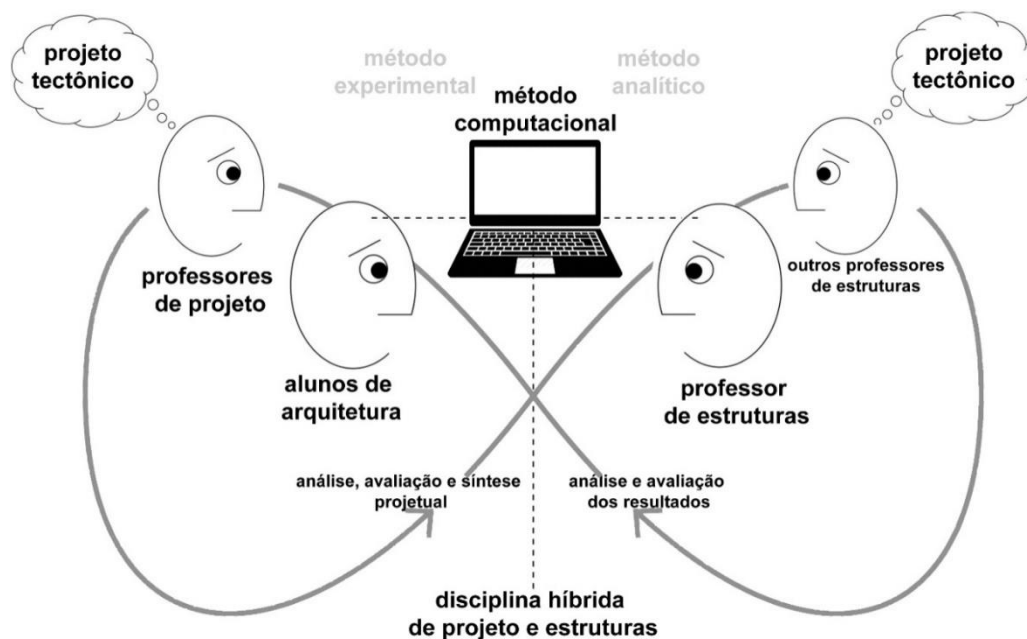 projeto
tectônico
projeto
tectônico
método
experimental
método
analítico
método
computacional
professores
de projeto
outros professores
de estruturas
alunos de
arquitetura
professor
de estruturas
análise, avaliação e síntese
projetual
análise e avaliação
dos resultados
disciplina híbrida
de projeto e estruturas